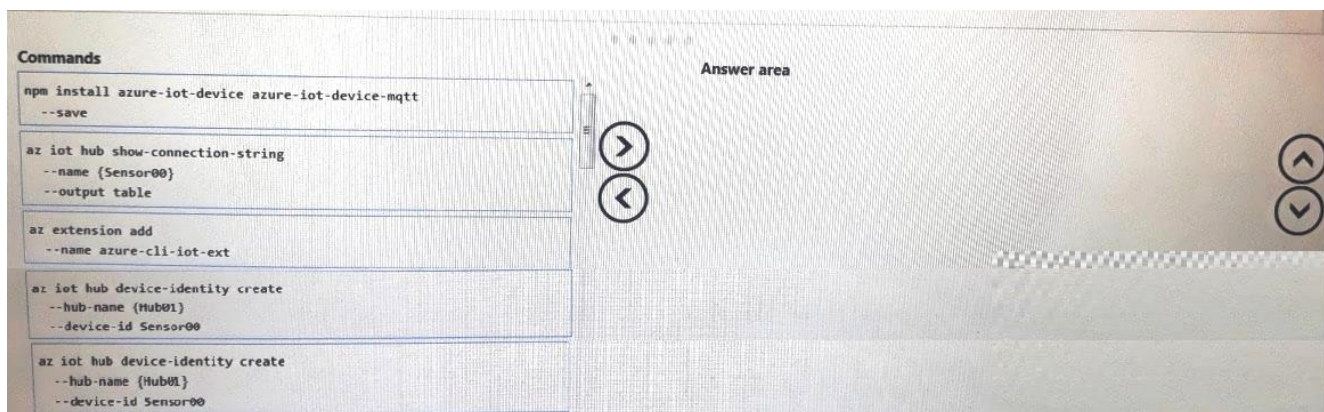 Commands
Answer area
npm install azure-iot-device azure-iot-device-mqtt
--save
az iot hub show-connection-string
--name {Sensor00}
--output table
az extension add
--name azure-cli-iot-ext
az iot hub device-identity create
--hub-name {Hub01}
--device-id Sensor00
az iot hub device-identity create
--hub-name {Hub01}
--device-id Sensor00